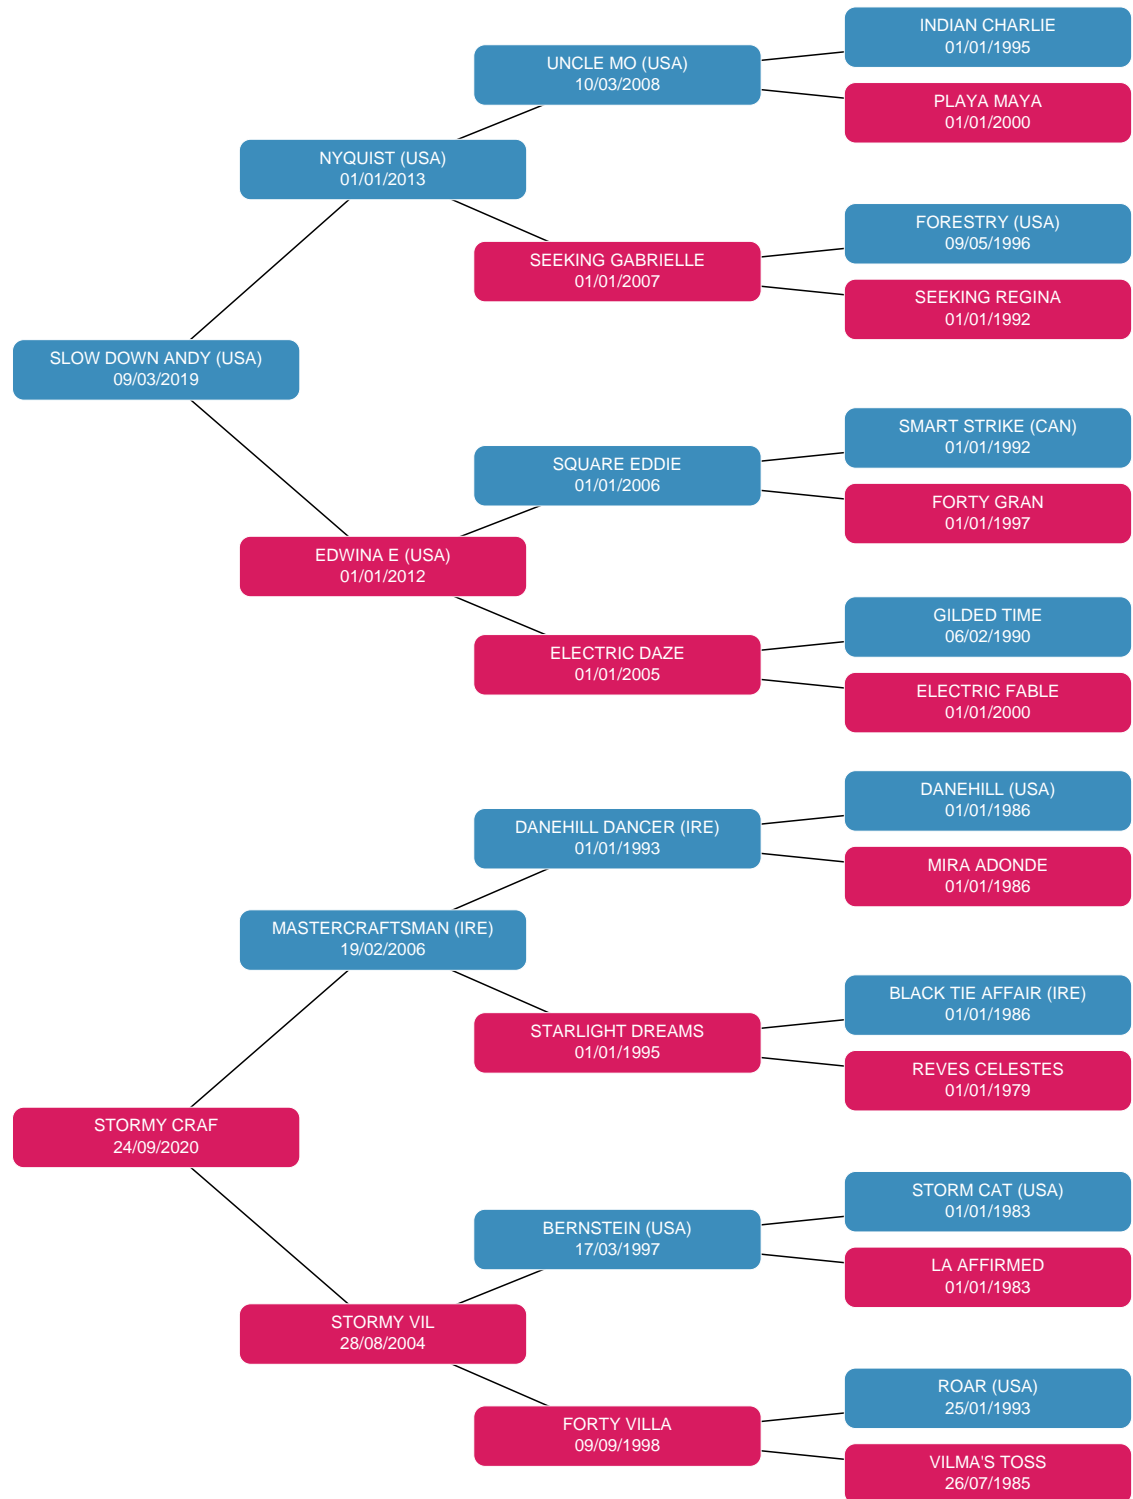 INDIAN CHARLIE
01/01/1995
UNCLE MO (USA)
10/03/2008
PLAYA MAYA
01/01/2000
NYQUIST (USA)
01/01/2013
FORESTRY (USA)
09/05/1996
SEEKING GABRIELLE
01/01/2007
SEEKING REGINA
01/01/1992
SLOW DOWN ANDY (USA)
09/03/2019
SMART STRIKE (CAN)
01/01/1992
SQUARE EDDIE
01/01/2006
FORTY GRAN
01/01/1997
EDWINA E (USA)
01/01/2012
GILDED TIME
06/02/1990
ELECTRIC DAZE
01/01/2005
ELECTRIC FABLE
01/01/2000
DANEHILL (USA)
01/01/1986
DANEHILL DANCER (IRE)
01/01/1993
MIRA ADONDE
01/01/1986
MASTERCRAFTSMAN (IRE)
19/02/2006
BLACK TIE AFFAIR (IRE)
01/01/1986
STARLIGHT DREAMS
01/01/1995
REVES CELESTES
01/01/1979
STORMY CRAF
24/09/2020
STORM CAT (USA)
01/01/1983
BERNSTEIN (USA)
17/03/1997
LA AFFIRMED
01/01/1983
STORMY VIL
28/08/2004
ROAR (USA)
25/01/1993
FORTY VILLA
09/09/1998
VILMA'S TOSS
26/07/1985